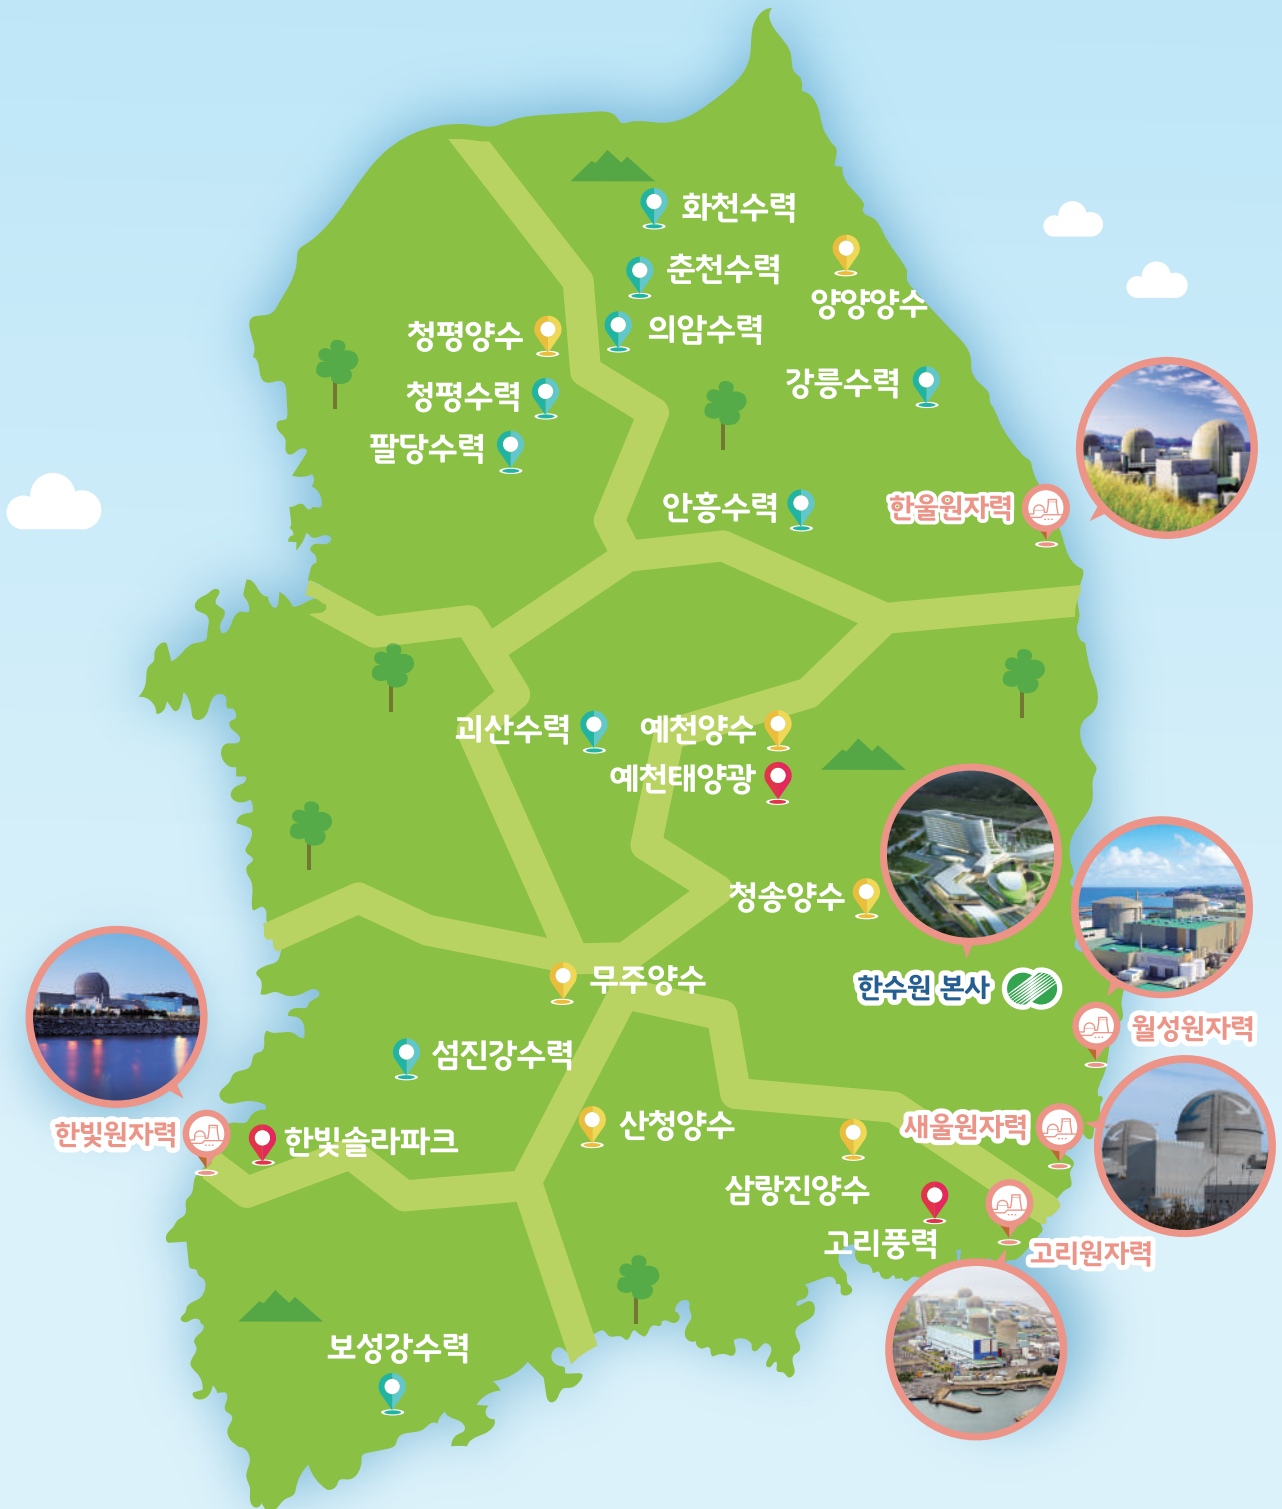 화천수력
춘천수력
양양양수
청평양수
의암수력
강릉수력
청평수력
팔당수력
안흥수력
한울원자력
괴산수력
예천양수
예천태양광
청송양수
무주양수
한수원 본사
월성원자력
섬진강수력
한빛원자력
한빛솔라파크
산청양수
새울원자력
삼랑진양수
고리풍력
고리원자력
보성강수력